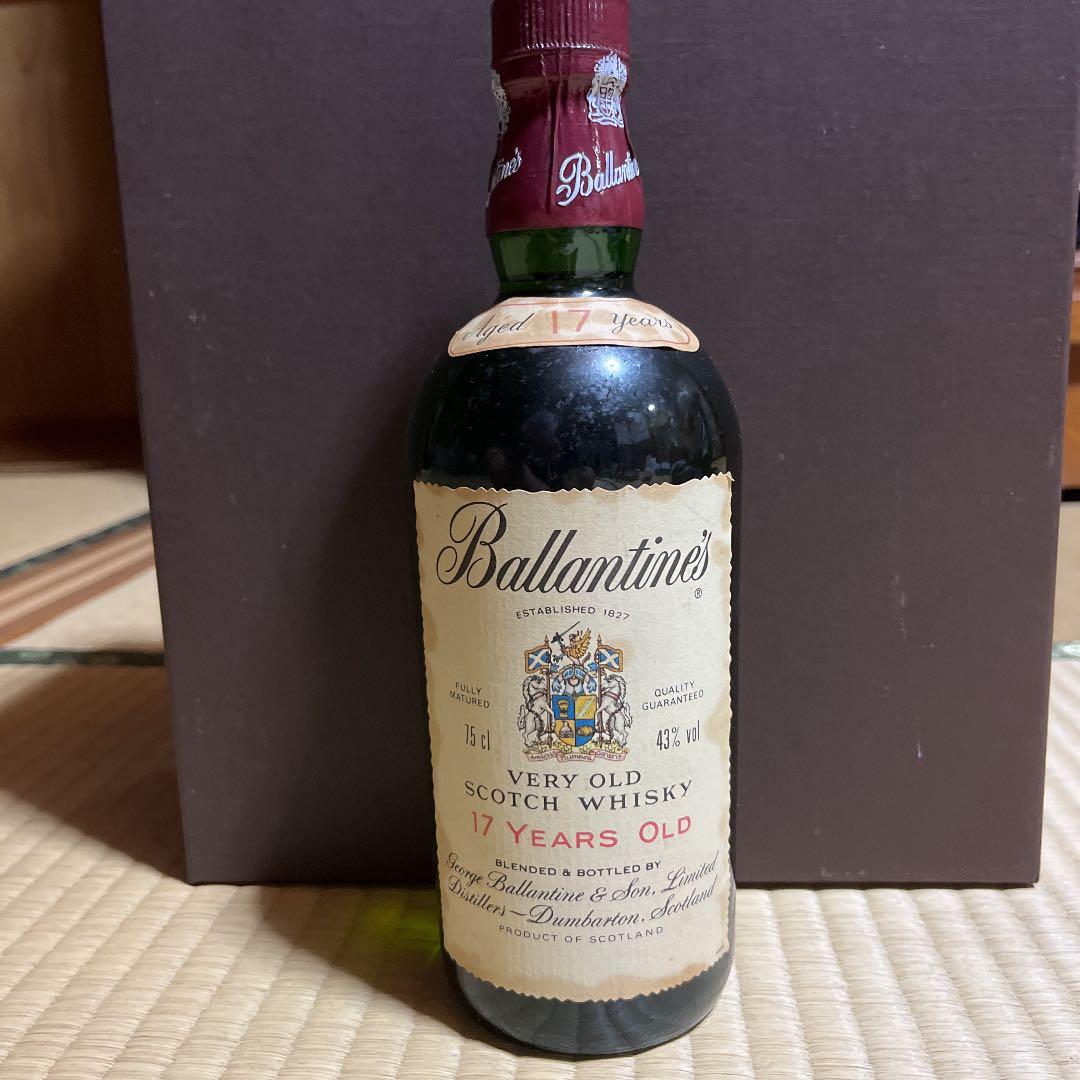 Ballantine's
Aged 17 Years
Ballantine's
®
ESTABLISHED 1827
FULLY
MATURED
QUALITY
GUARANTEED
75 cl
43% vol
VERY OLD
SCOTCH WHISKY
17 YEARS OLD
BLENDED & BOTTLED BY
George Ballantine & Son, Limited
Distillers—Dumbarton, Scotland
PRODUCT OF SCOTLAND